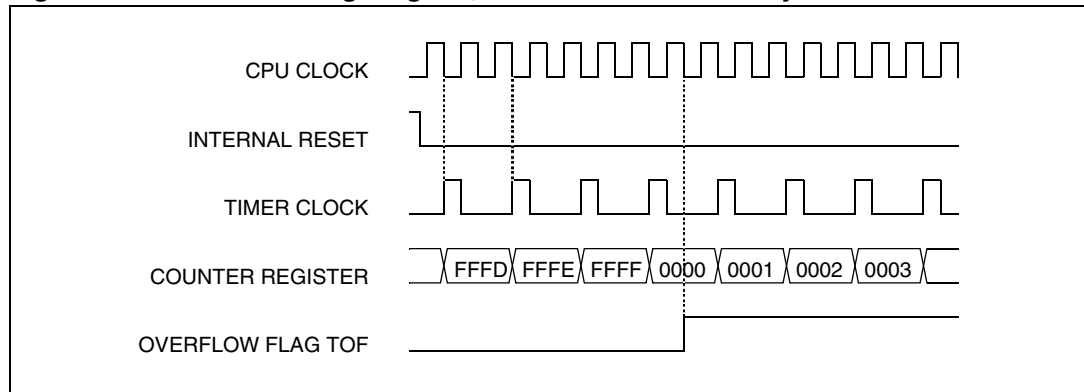 CPU CLOCK
INTERNAL RESET
TIMER CLOCK
COUNTER REGISTER FFFD FFFE FFFF 0000 0001 0002 0003
OVERFLOW FLAG TOF